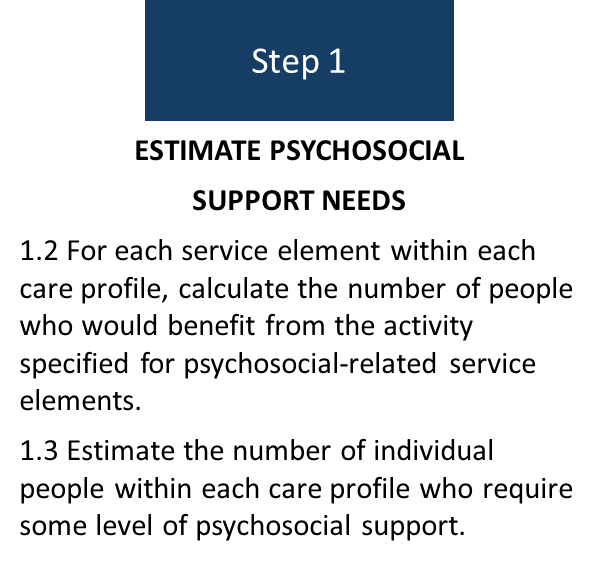 Step 1
ESTIMATE PSYCHOSOCIAL
SUPPORT NEEDS
1.2 For each service element within each
care profile, calculate the number of people
who would benefit from the activity
specified for psychosocial-related service
elements.
1.3 Estimate the number of individual
people within each care profile who require
some level of psychosocial support.